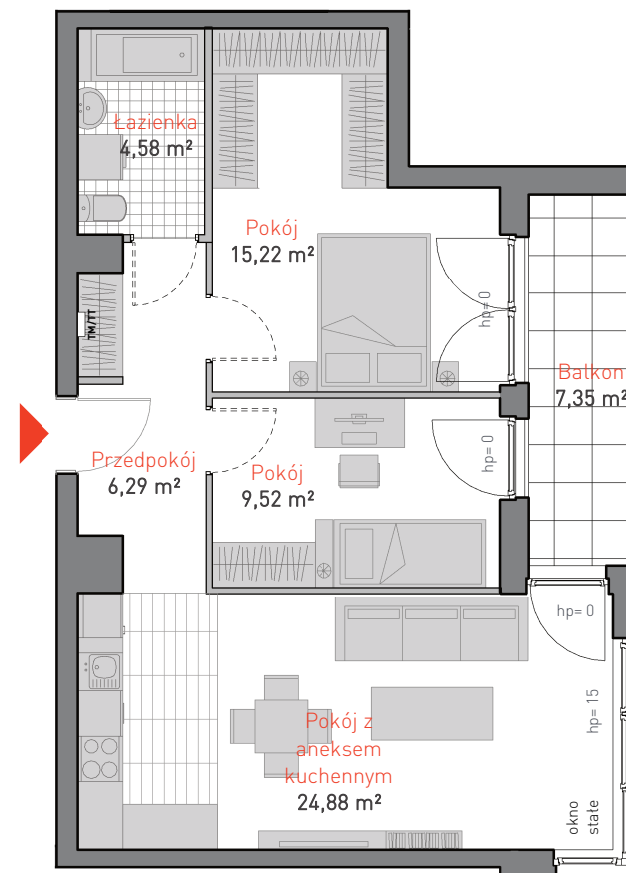 Łazienka
4,58 m²
Pokój
15,22 m²
hp= 0
TM/TT
Balkon
7,35 m²
Przedpokój
6,29 m²
Pokój
9,52 m²
hp= 0
hp= 0
hp= 15
Pokój z
aneksem
kuchennym
24,88 m²
okno
stałe